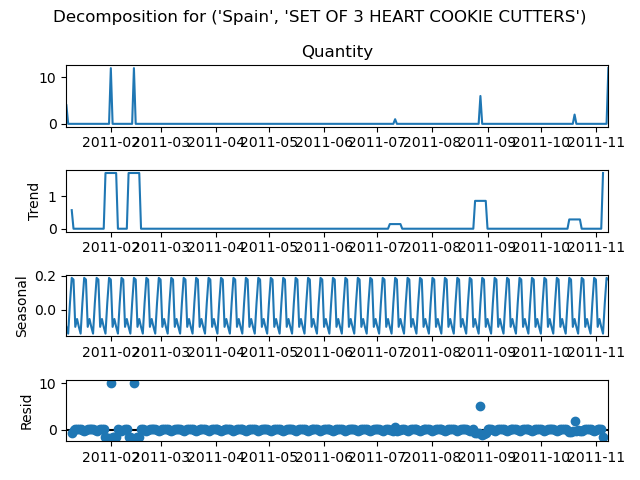 Decomposition for ('Spain', 'SET OF 3 HEART COOKIE CUTTERS')
Quantity
10
0
2011-02 2011-03 2011-04 2011-05 2011-06 2011-07 2011-08 2011-09 2011-10 2011-11
Trend
1
0
2011-02 2011-03 2011-04 2011-05 2011-06 2011-07 2011-08 2011-09 2011-10 2011-11
Seasonal
0.2
0.0
2011-02 2011-03 2011-04 2011-05 2011-06 2011-07 2011-08 2011-09 2011-10 2011-11
Resid
10
0
2011-02 2011-03 2011-04 2011-05 2011-06 2011-07 2011-08 2011-09 2011-10 2011-11